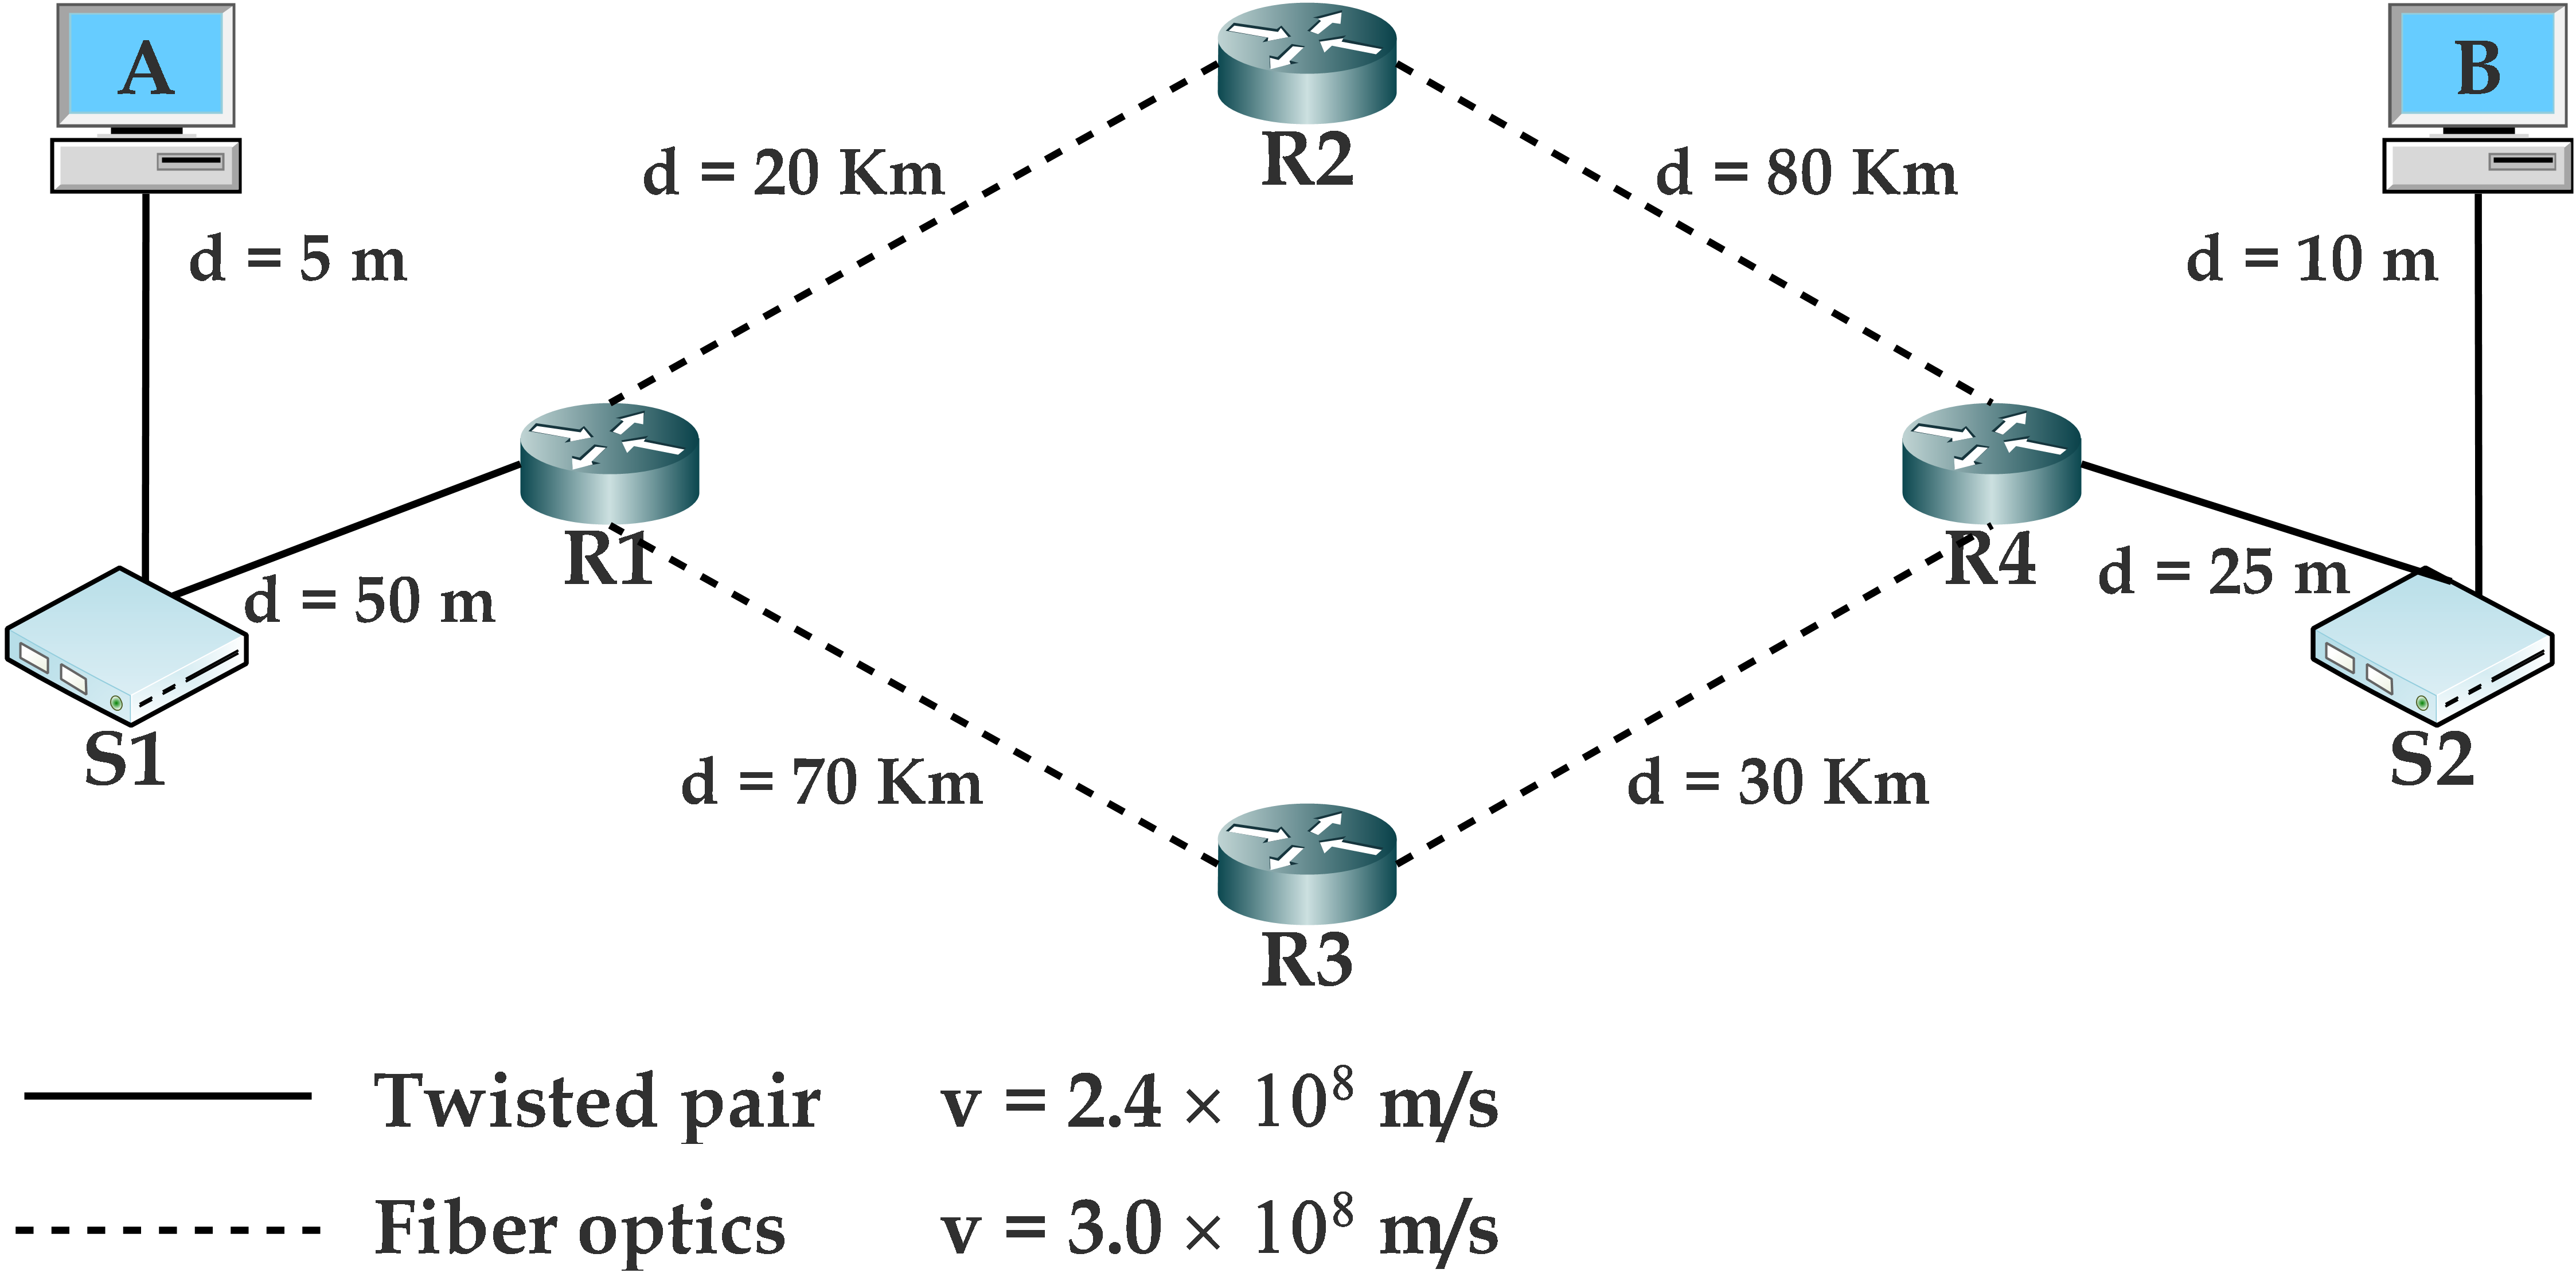 A
B
R2
d = 20 Km
d = 80 Km
d = 5 m
d = 10 m
R1
R4
d = 50 m
d = 25 m
S1
S2
d = 70 Km
d = 30 Km
R3
Twisted pair v = 2.4 × 10⁸ m/s
Fiber optics v = 3.0 × 10⁸ m/s